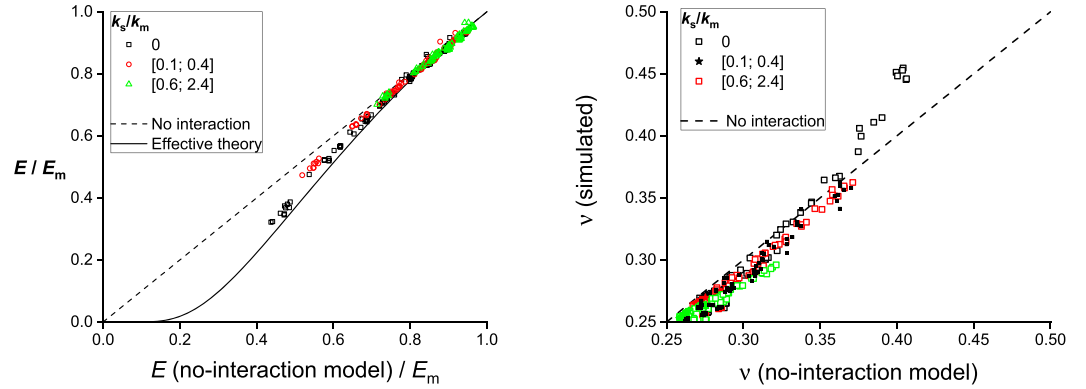 k_s/k_m
0
[0.1; 0.4]
[0.6; 2.4]
No interaction
Effective theory
E / E_m
1.0
0.8
0.6
0.4
0.2
0.0
0.0 0.2 0.4 0.6 0.8 1.0
E (no-interaction model) / E_m
k_s/k_m
0
[0.1; 0.4]
[0.6; 2.4]
No interaction
ν (simulated)
0.50
0.45
0.40
0.35
0.30
0.25
0.25 0.30 0.35 0.40 0.45 0.50
ν (no-interaction model)